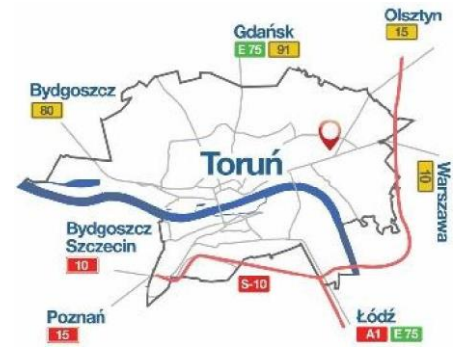 Olsztyn
15
Gdańsk
E 75 91
Bydgoszcz
80
Toruń
10
Warszawa
Bydgoszcz
Szczecin
10
S-10
Poznań
15
Łódź
A1 E 75